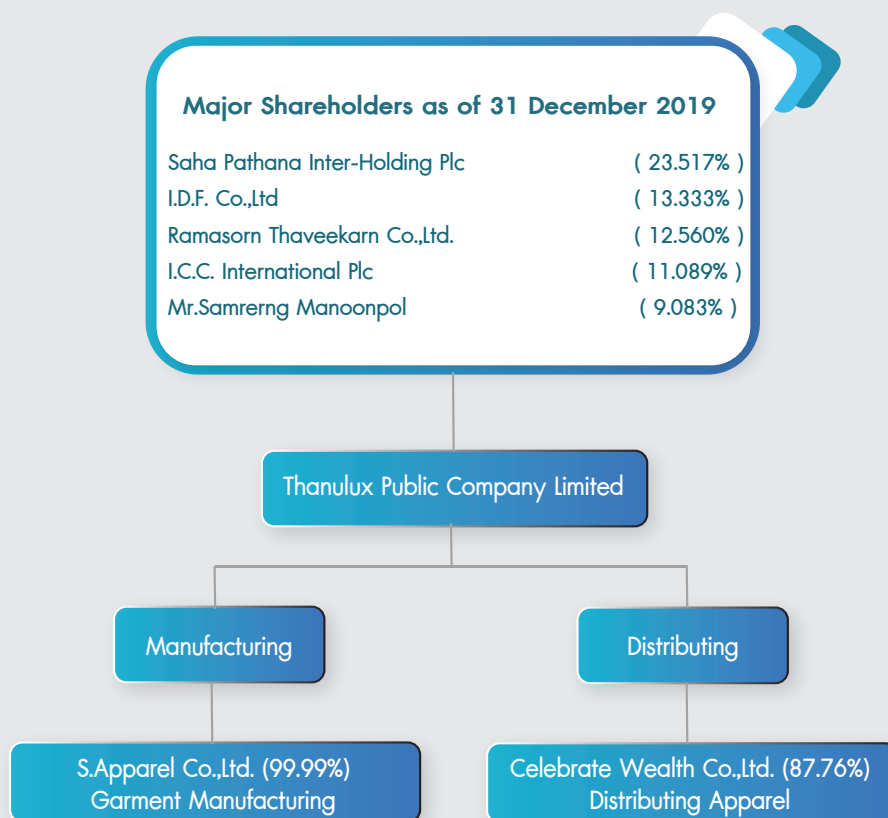 Major Shareholders as of 31 December 2019
Saha Pathana Inter-Holding Plc ( 23.517% )
I.D.F. Co.,Ltd ( 13.333% )
Ramasorn Thaveekarn Co.,Ltd. ( 12.560% )
I.C.C. International Plc ( 11.089% )
Mr.Samrerng Manoonpol ( 9.083% )
Thanulux Public Company Limited
Manufacturing
Distributing
S.Apparel Co.,Ltd. (99.99%)
Garment Manufacturing
Celebrate Wealth Co.,Ltd. (87.76%)
Distributing Apparel